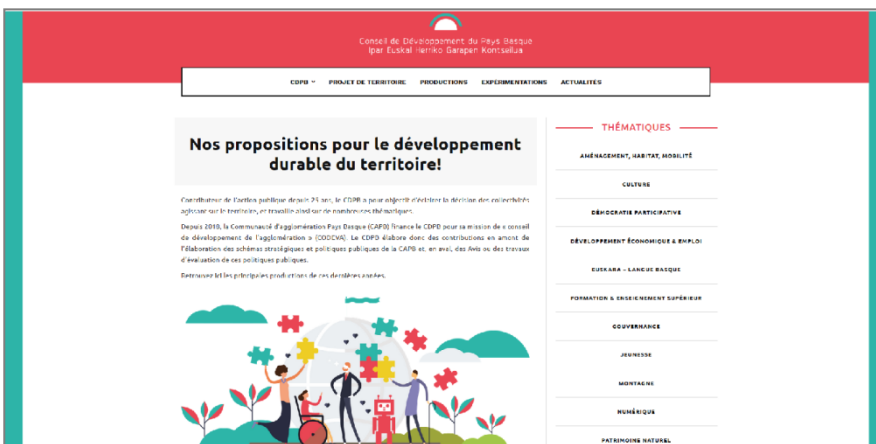 Conseil de Développement du Pays Basque
Ipar Euskal Herriko Garapen Kontseilua
CDPB PROJET DE TERRITOIRE PRODUCTIONS EXPÉRIMENTATIONS ACTUALITÉS
Nos propositions pour le développement
durable du territoire!
Contributeur de l'action publique depuis 25 ans, le CDPB a pour objectif d'éclairer la décision des collectivités
agissant sur le territoire, et travaille ainsi sur de nombreuses thématiques.
Depuis 2018, la Communauté d'agglomération Pays Basque (CAPB) finance le CDPB pour sa mission de « conseil
de développement de l'agglomération » (CODEVA). Le CDPB élabore donc des contributions en amont de
l'élaboration des schémas stratégiques et politiques publiques de la CAPB et, en aval, des Avis ou des travaux
d'évaluation de ces politiques publiques.
Retrouvez ici les principales productions de ces dernières années.
THÉMATIQUES
AMÉNAGEMENT, HABITAT, MOBILITÉ
CULTURE
DÉMOCRATIE PARTICIPATIVE
DÉVELOPPEMENT ÉCONOMIQUE & EMPLOI
EUSKARA – LANGUE BASQUE
FORMATION & ENSEIGNEMENT SUPÉRIEUR
GOUVERNANCE
JEUNESSE
MONTAGNE
NUMÉRIQUE
PATRIMOINE NATUREL